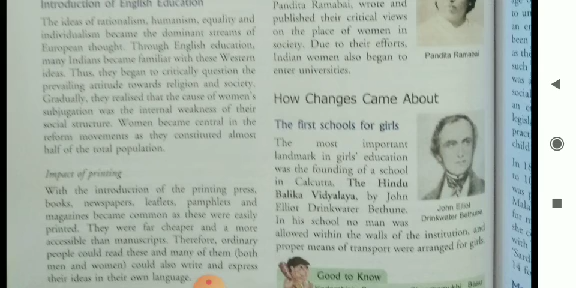 Introduction of English Education
The ideas of rationalism, humanism, equality and
individualism became the dominant streams of
European thought. Through English education,
many Indians became familiar with these Western
ideas. Thus, they began to critically question the
prevailing attitude towards religion and society.
Gradually, they realised that the cause of women's
subjugation was the internal weakness of their
social structure. Women became central in the
reform movements as they constituted almost
half of the total population.
Impact of printing
With the introduction of the printing press,
books, newspapers, leaflets, pamphlets and
magazines became common as these were easily
printed. They were far cheaper and a more
accessible than manuscripts. Therefore, ordinary
people could read these and many of them (both
men and women) could also write and express
their ideas in their own language.
Pandita Ramabai, wrote and
published their critical views
on the place of women in
society. Due to their efforts,
Indian women also began to
enter universities.
Pandita Ramabai
How Changes Came About
The first schools for girls
The most important
landmark in girls' education
was the founding of a school
in Calcutta, The Hindu
Balika Vidyalaya, by John
Elliot Drinkwater Bethune.
In his school no man was
allowed within the walls of the institution, and
proper means of transport were arranged for girls.
John Elliot
Drinkwater Bethune
Good to Know